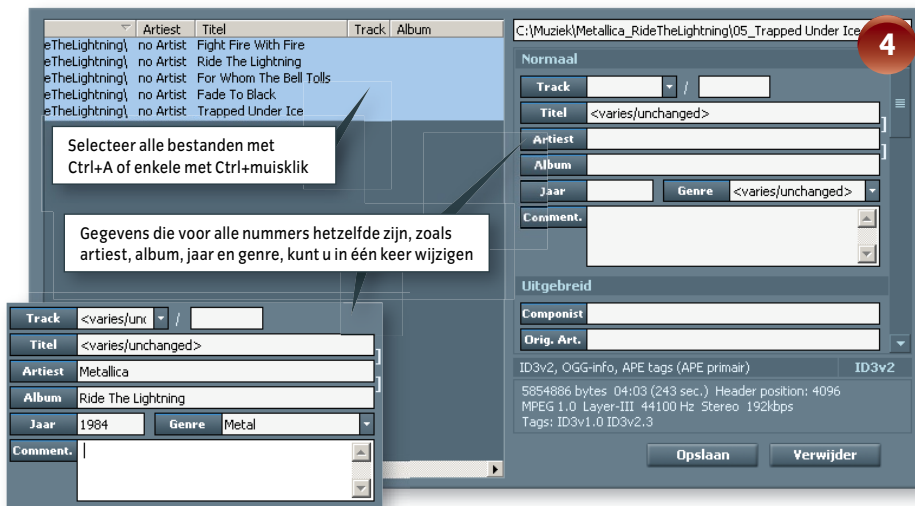 Artiest Titel Track Album
eTheLightning\ no Artist Fight Fire With Fire
eTheLightning\ no Artist Ride The Lightning
eTheLightning\ no Artist For Whom The Bell Tolls
eTheLightning\ no Artist Fade To Black
eTheLightning\ no Artist Trapped Under Ice
Selecteer alle bestanden met
Ctrl+A of enkele met Ctrl+muisklik
Gegevens die voor alle nummers hetzelfde zijn, zoals
artiest, album, jaar en genre, kunt u in één keer wijzigen
C:\Muziek\Metallica_RideTheLightning\05_Trapped Under Ice
4
Normaal
Track /
Titel <varies/unchanged>
Artiest
Album
Jaar Genre <varies/unchanged>
Comment.
Uitgebreid
Componist
Orig. Art.
ID3v2, OGG-info, APE tags (APE primair) ID3v2
5854886 bytes 04:03 (243 sec.) Header position: 4096
MPEG 1.0 Layer-III 44100 Hz Stereo 192kbps
Tags: ID3v1.0 ID3v2.3
Opslaan Verwijder
Track <varies/unc /
Titel <varies/unchanged>
Artiest Metallica
Album Ride The Lightning
Jaar 1984 Genre Metal
Comment.